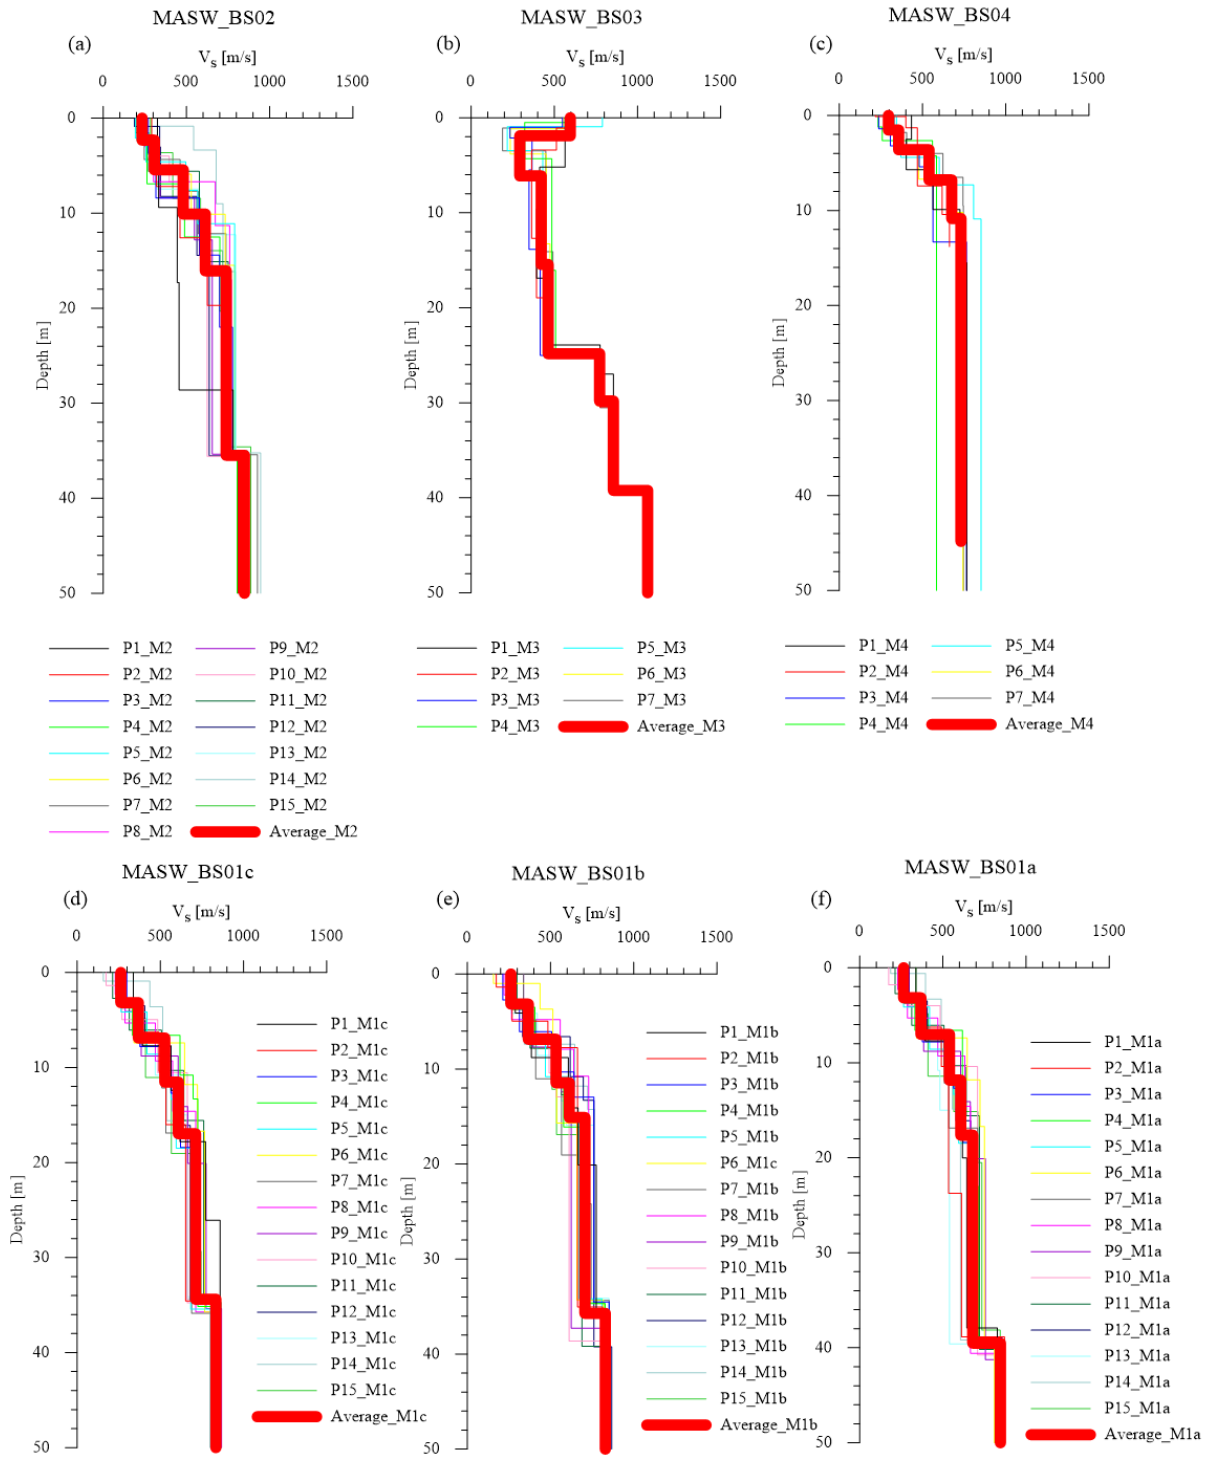 MASW_BS02
(a)
Vs [m/s]
0 500 1000 1500
0
10
20
30
40
50
Depth [m]
P1_M2 P9_M2
P2_M2 P10_M2
P3_M2 P11_M2
P4_M2 P12_M2
P5_M2 P13_M2
P6_M2 P14_M2
P7_M2 P15_M2
P8_M2 Average_M2
MASW_BS03
(b)
Vs [m/s]
0 500 1000 1500
0
10
20
30
40
50
Depth [m]
P1_M3 P5_M3
P2_M3 P6_M3
P3_M3 P7_M3
P4_M3 Average_M3
MASW_BS04
(c)
Vs [m/s]
0 500 1000 1500
0
10
20
30
40
50
Depth [m]
P1_M4 P5_M4
P2_M4 P6_M4
P3_M4 P7_M4
P4_M4 Average_M4
MASW_BS01c
(d)
Vs [m/s]
0 500 1000 1500
0
10
20
30
40
50
Depth [m]
P1_M1c
P2_M1c
P3_M1c
P4_M1c
P5_M1c
P6_M1c
P7_M1c
P8_M1c
P9_M1c
P10_M1c
P11_M1c
P12_M1c
P13_M1c
P14_M1c
P15_M1c
Average_M1c
MASW_BS01b
(e)
Vs [m/s]
0 500 1000 1500
0
10
20
30
40
50
Depth [m]
P1_M1b
P2_M1b
P3_M1b
P4_M1b
P5_M1b
P6_M1c
P7_M1b
P8_M1b
P9_M1b
P10_M1b
P11_M1b
P12_M1b
P13_M1b
P14_M1b
P15_M1b
Average_M1b
MASW_BS01a
(f)
Vs [m/s]
0 500 1000 1500
0
10
20
30
40
50
Depth [m]
P1_M1a
P2_M1a
P3_M1a
P4_M1a
P5_M1a
P6_M1a
P7_M1a
P8_M1a
P9_M1a
P10_M1a
P11_M1a
P12_M1a
P13_M1a
P14_M1a
P15_M1a
Average_M1a